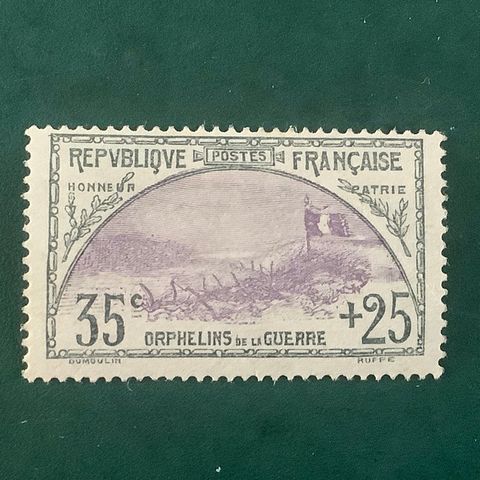 REPVBLIQVE POSTES FRANÇAISE
HONNEUR PATRIE
35c +25
ORPHELINS DE LA GUERRE
DUMOULIN RUFFE